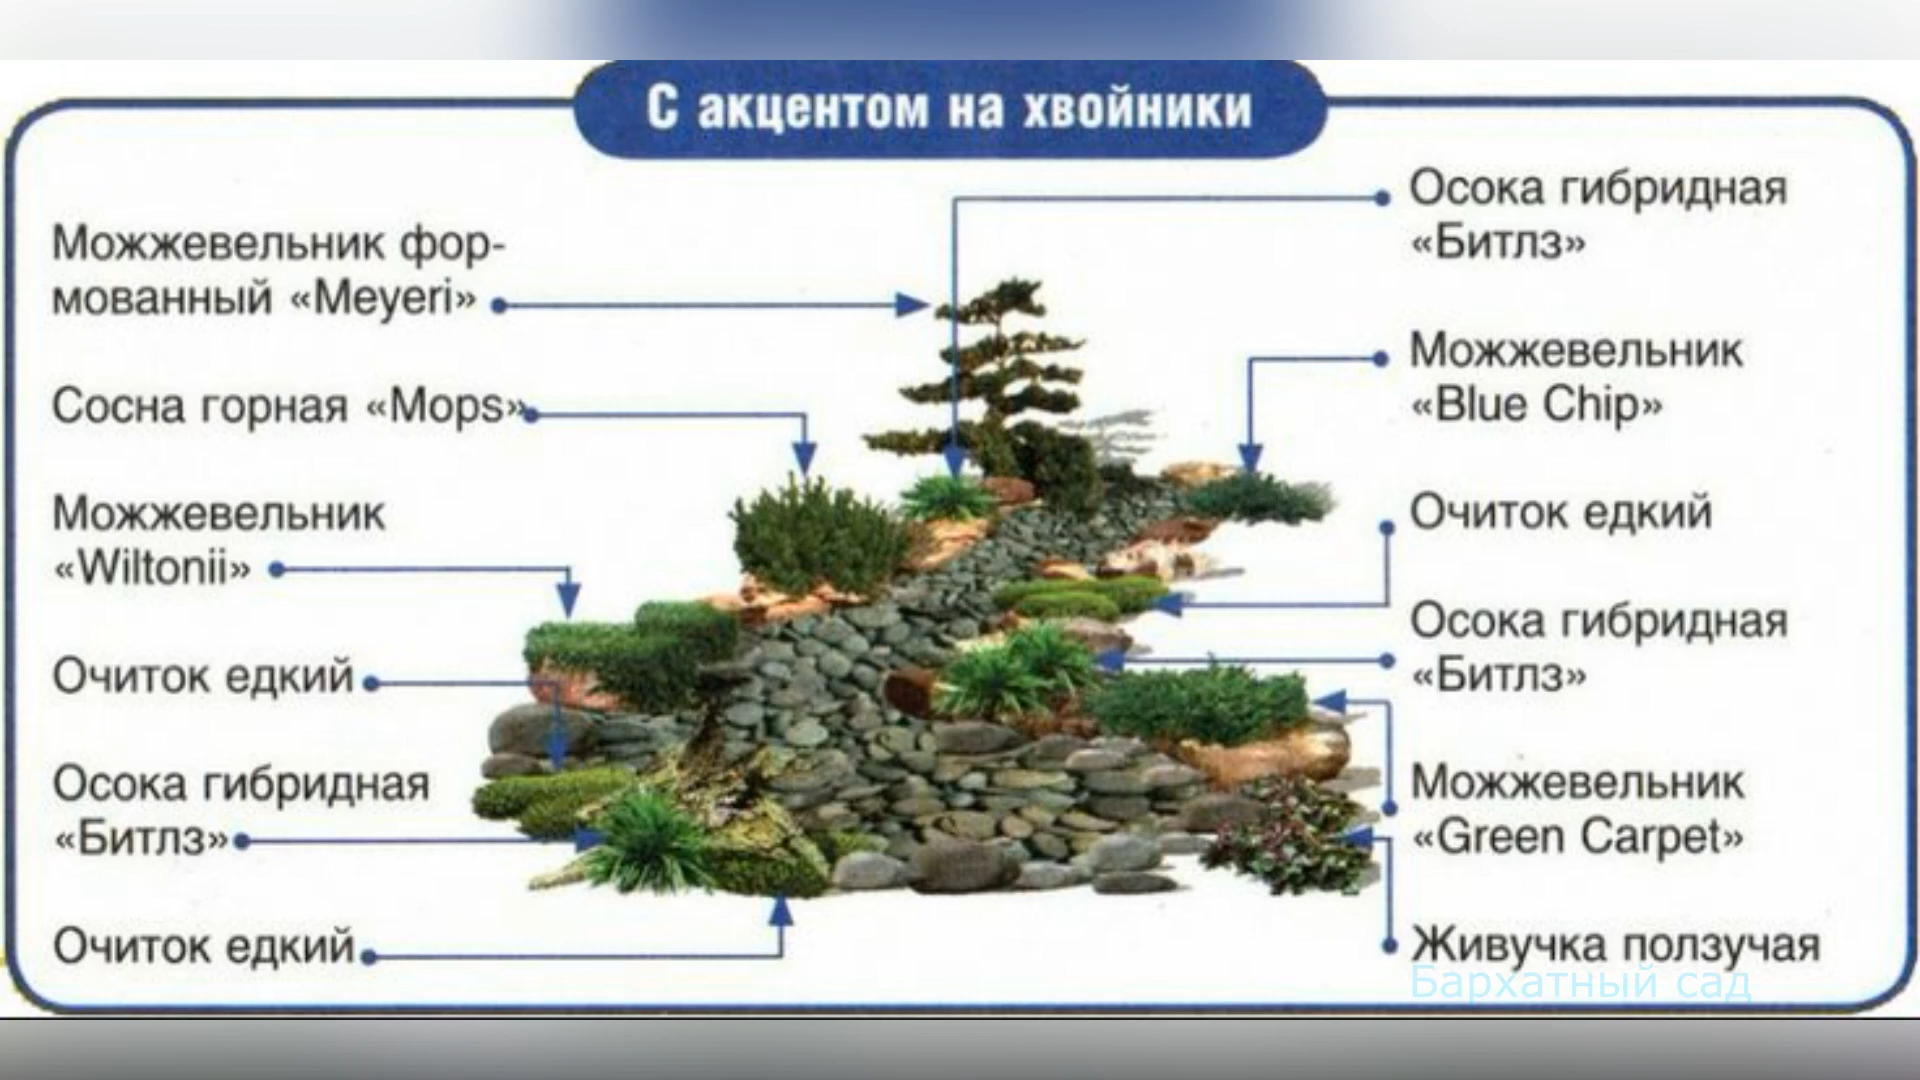 С акцентом на хвойники
Можжевельник фор-
мованный «Meyeri»
Сосна горная «Mops»
Можжевельник
«Wiltonii»
Очиток едкий
Осока гибридная
«Битлз»
Очиток едкий
Осока гибридная
«Битлз»
Можжевельник
«Blue Chip»
Очиток едкий
Осока гибридная
«Битлз»
Можжевельник
«Green Carpet»
Живучка ползучая
Бархатный сад